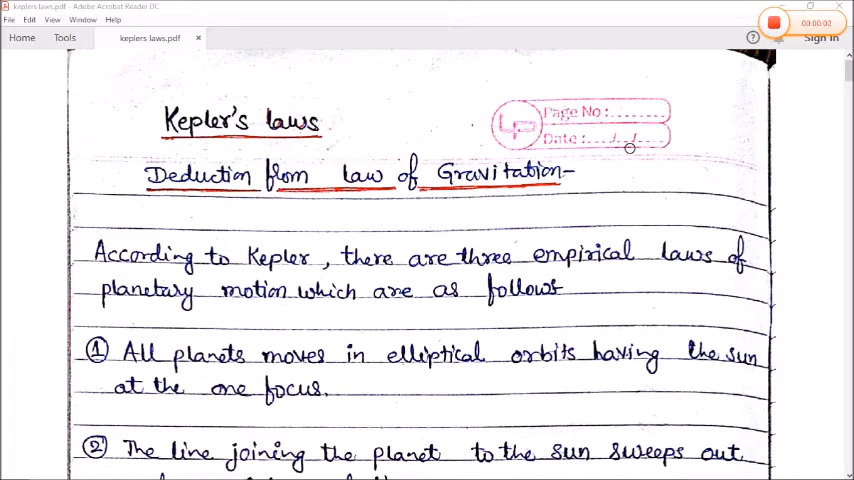 keplers laws.pdf - Adobe Acrobat Reader DC
File Edit View Window Help
00:00:02
Home Tools keplers laws.pdf × ? Sign In
Kepler's laws
Page No :
Date : / /
Deduction from law of Gravitation-
According to Kepler, there are three empirical laws of
planetary motion which are as follows
① All planets moves in elliptical orbits having the sun
at the one focus.
② The line joining the planet to the sun sweeps out